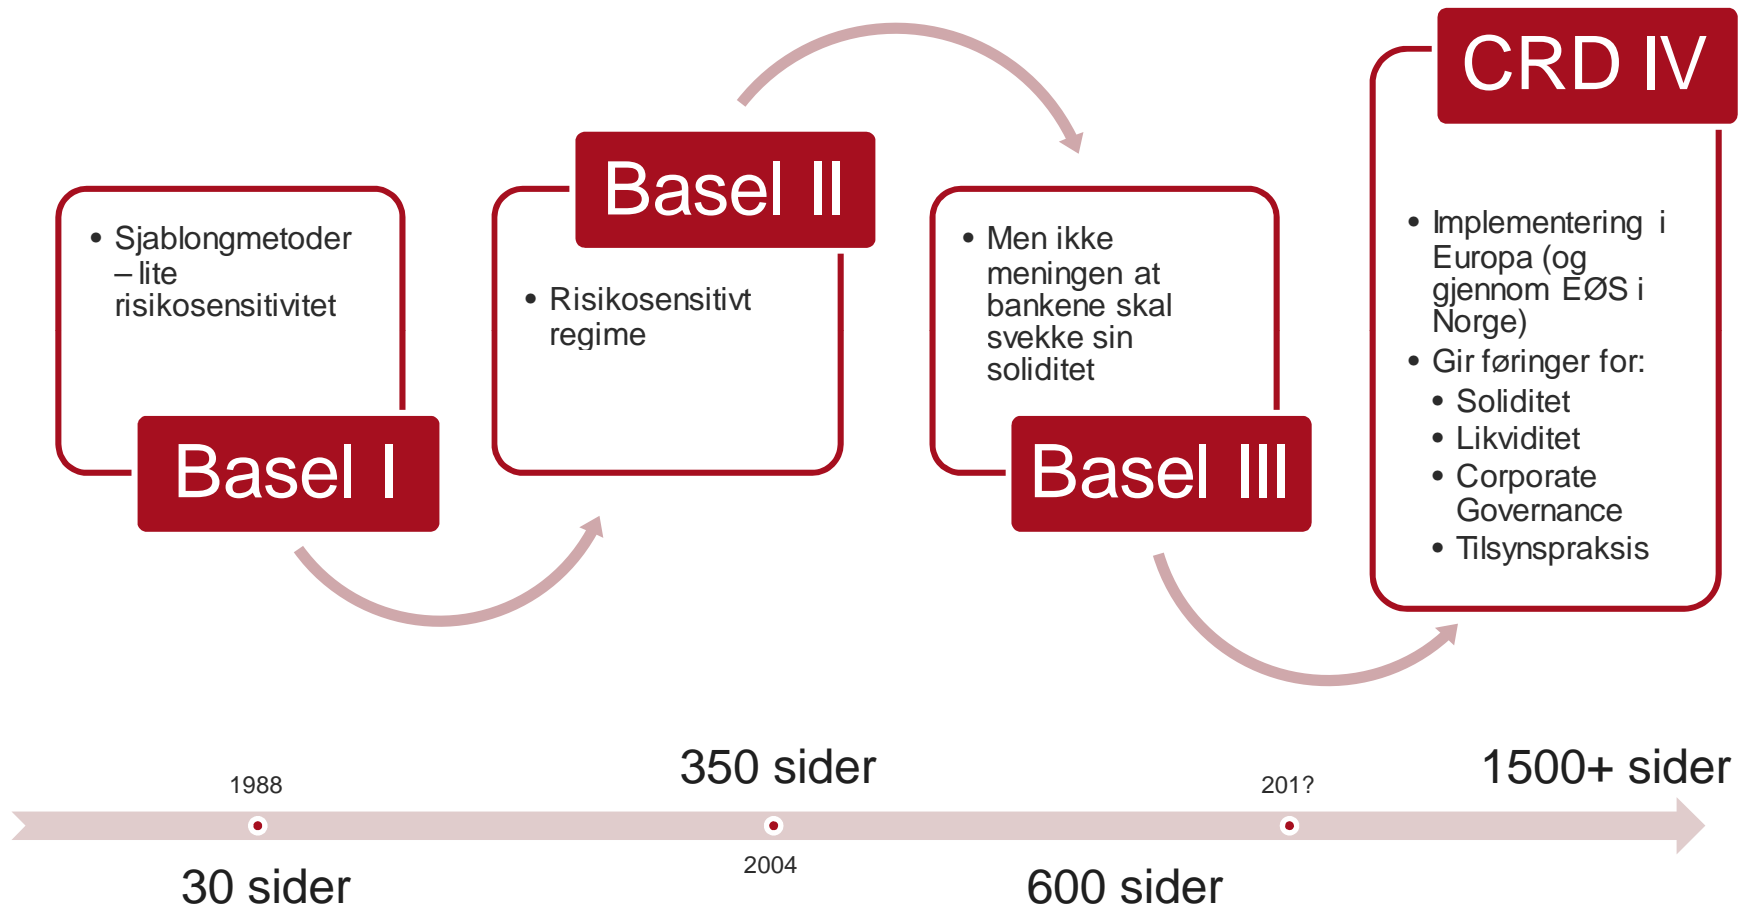 • Sjablongmetoder
– lite
risikosensitivitet
Basel I
Basel II
• Risikosensitivt
regime
• Men ikke
meningen at
bankene skal
svekke sin
soliditet
Basel III
CRD IV
• Implementering i
Europa (og
gjennom EØS i
Norge)
• Gir føringer for:
• Soliditet
• Likviditet
• Corporate
Governance
• Tilsynspraksis
1988
30 sider
350 sider
2004
201?
600 sider
1500+ sider